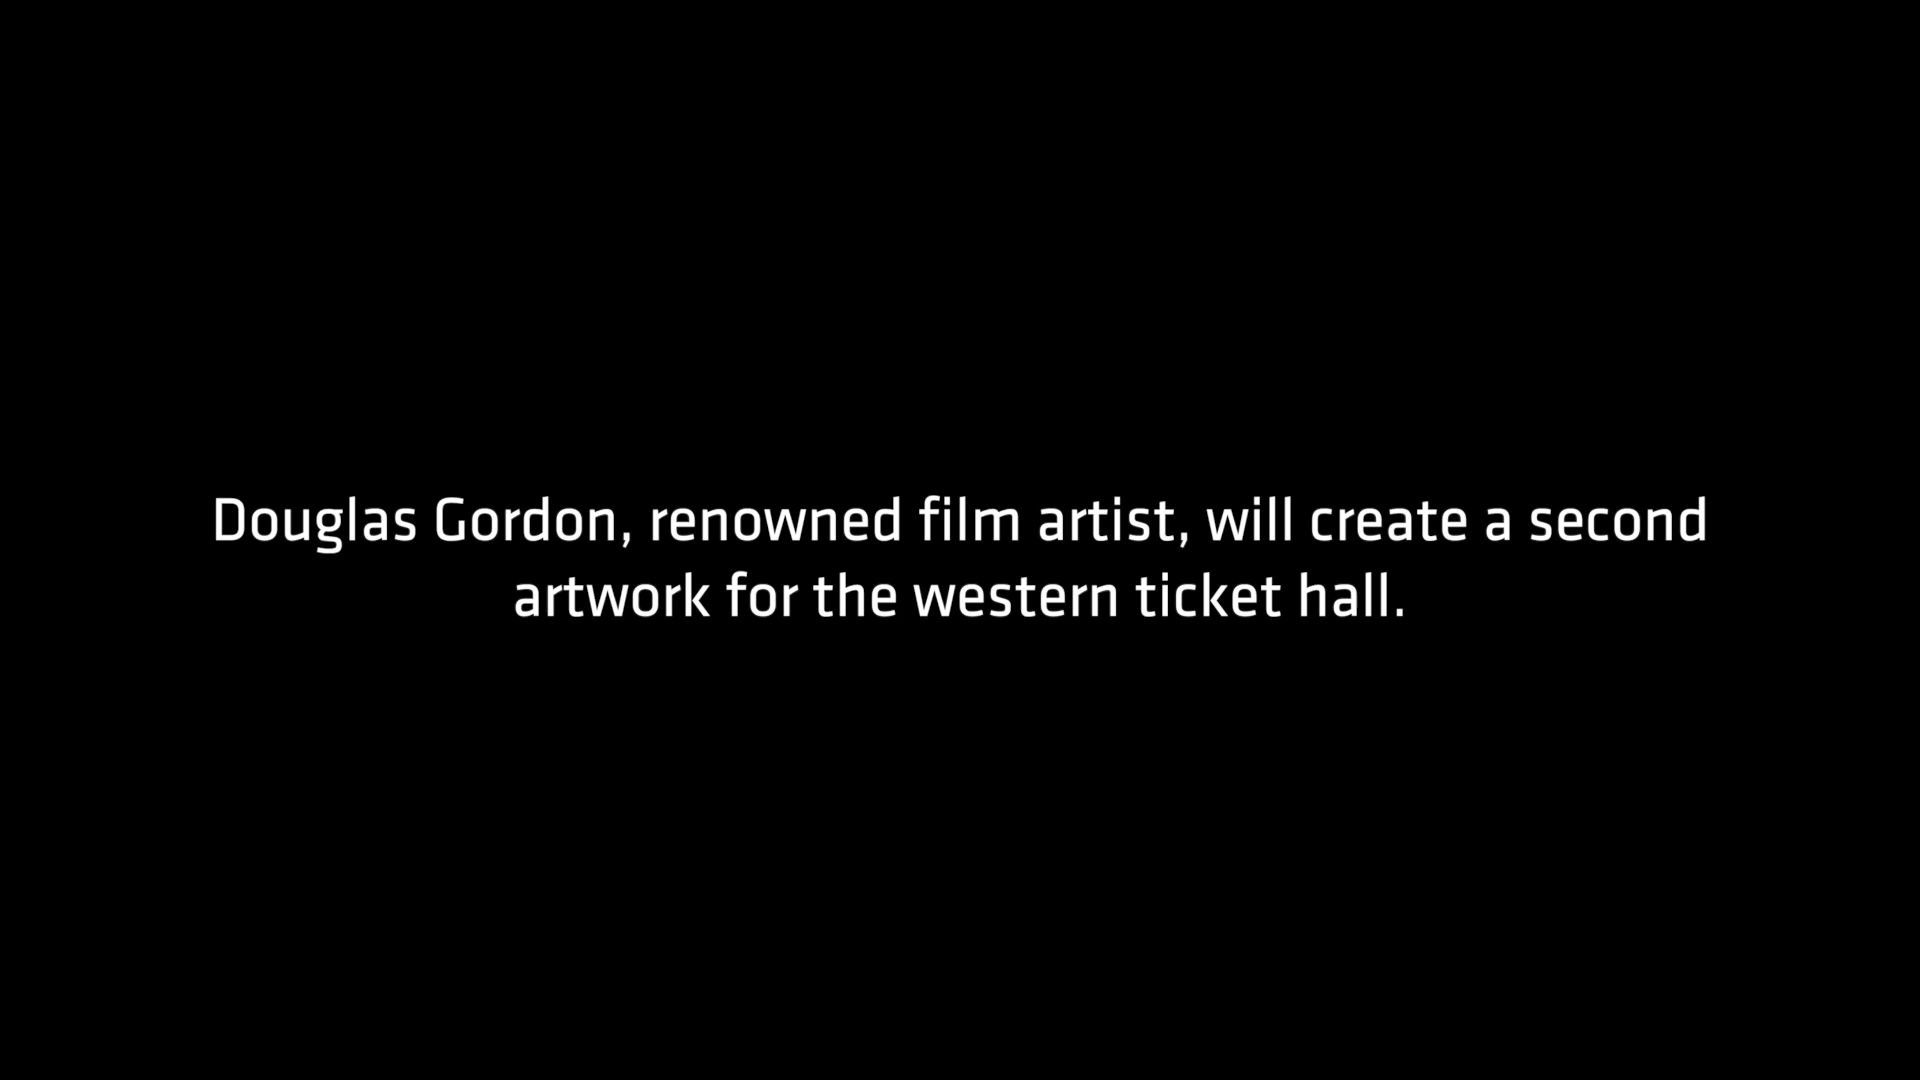 Douglas Gordon, renowned film artist, will create a second
artwork for the western ticket hall.